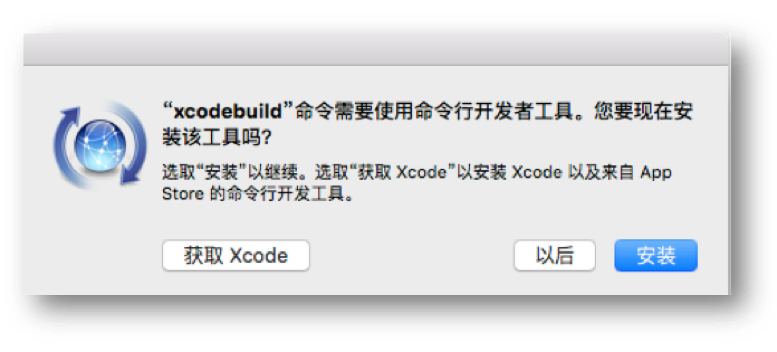 “xcodebuild”命令需要使用命令行开发者工具。您要现在安
装该工具吗？
选取“安装”以继续。选取“获取 Xcode”以安装 Xcode 以及来自 App
Store 的命令行开发工具。
获取 Xcode
以后
安装